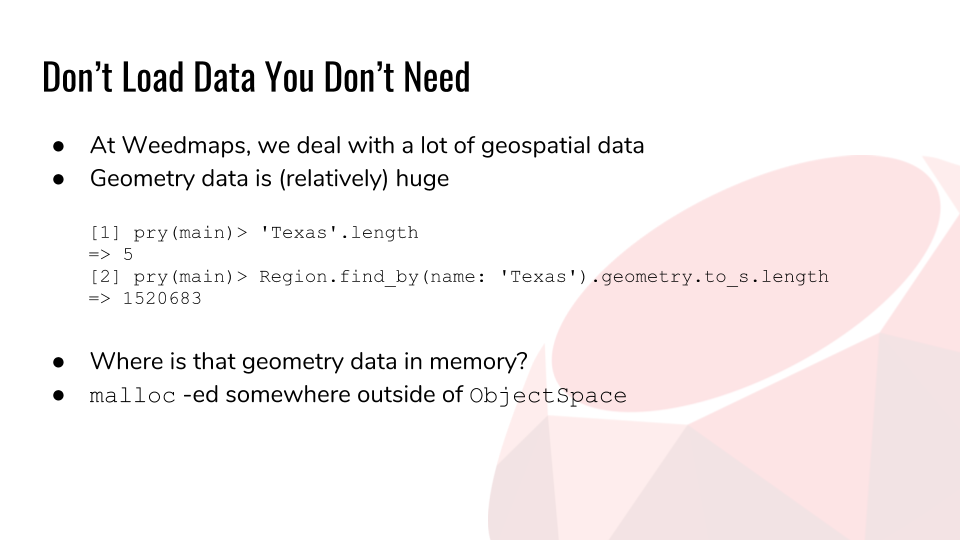 Don’t Load Data You Don’t Need
● At Weedmaps, we deal with a lot of geospatial data
● Geometry data is (relatively) huge
[1] pry(main)> 'Texas'.length
=> 5
[2] pry(main)> Region.find_by(name: 'Texas').geometry.to_s.length
=> 1520683
● Where is that geometry data in memory?
● malloc -ed somewhere outside of ObjectSpace